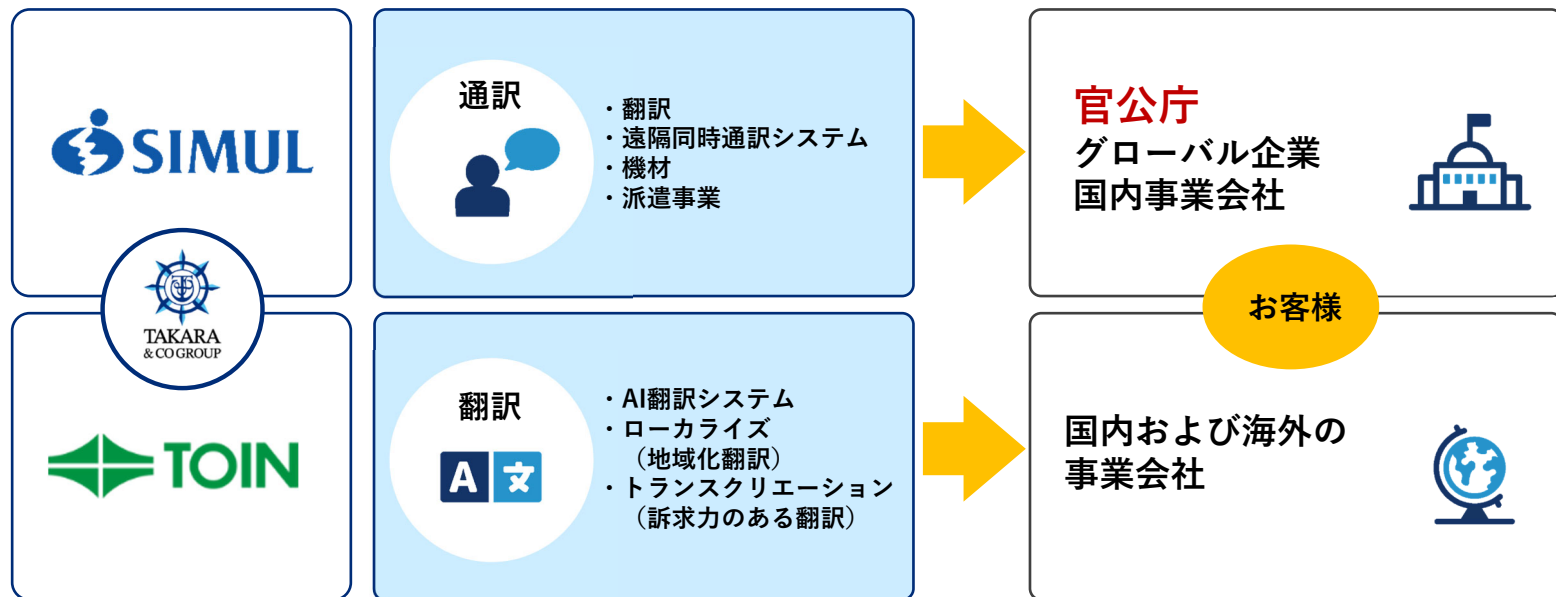 SIMUL
通訳
・翻訳
・遠隔同時通訳システム
・機材
・派遣事業
官公庁
グローバル企業
国内事業会社
TAKARA
& CO GROUP
お客様
TOIN
翻訳
A 文
・AI翻訳システム
・ローカライズ
（地域化翻訳）
・トランスクリエーション
（訴求力のある翻訳）
国内および海外の
事業会社